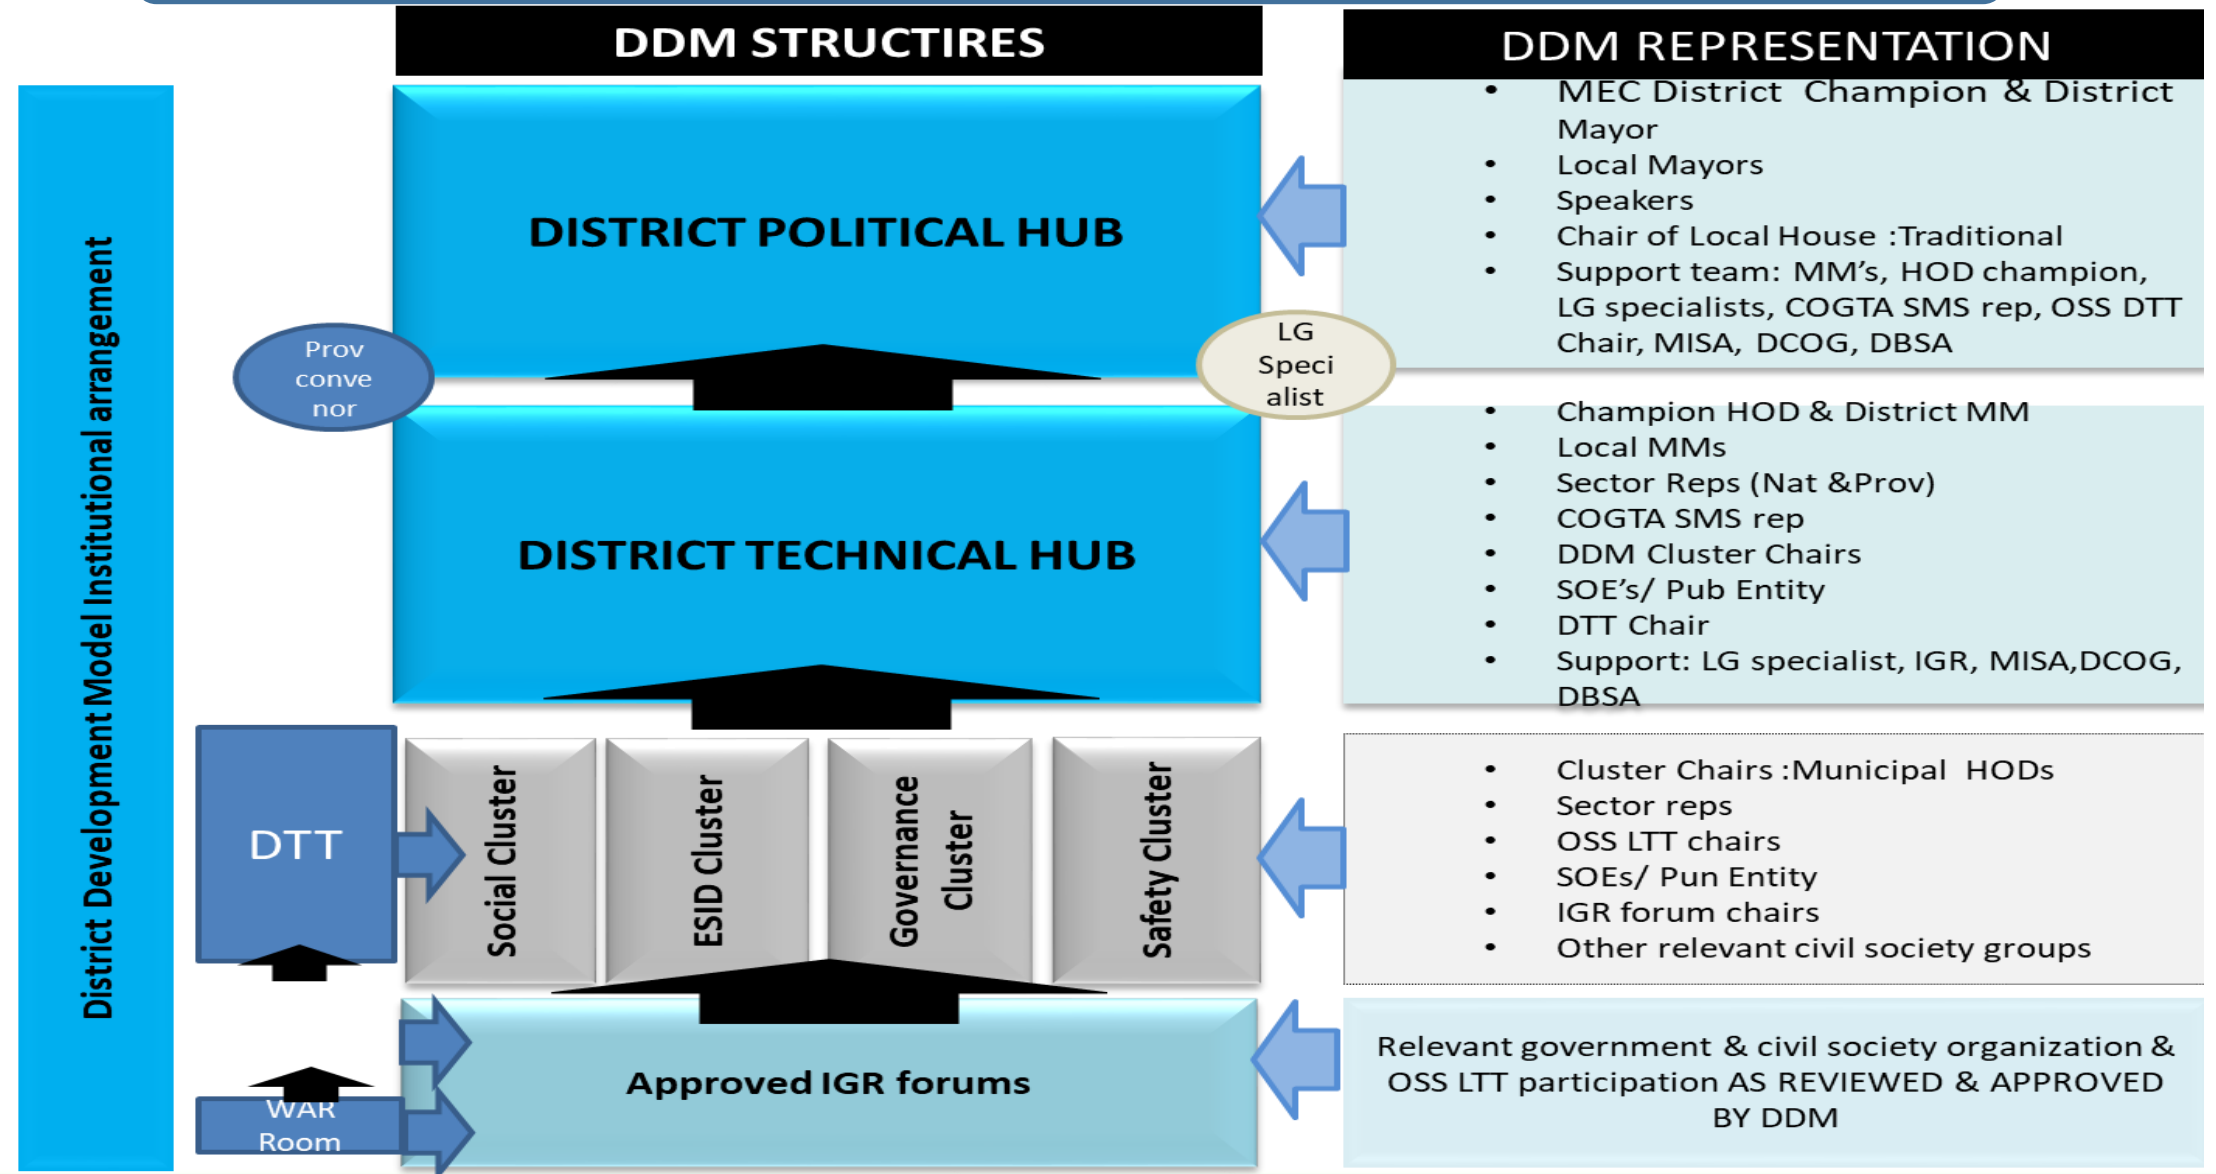 DDM STRUCTIRES
DDM REPRESENTATION
District Development Model Institutional arrangement
DISTRICT POLITICAL HUB
• MEC District Champion & District
Mayor
• Local Mayors
• Speakers
• Chair of Local House :Traditional
• Support team: MM’s, HOD champion,
LG specialists, COGTA SMS rep, OSS DTT
Chair, MISA, DCOG, DBSA
Prov
conve
nor
LG
Speci
alist
DISTRICT TECHNICAL HUB
• Champion HOD & District MM
• Local MMs
• Sector Reps (Nat &Prov)
• COGTA SMS rep
• DDM Cluster Chairs
• SOE’s/ Pub Entity
• DTT Chair
• Support: LG specialist, IGR, MISA,DCOG,
DBSA
DTT
Social Cluster
ESID Cluster
Governance
Cluster
Safety Cluster
• Cluster Chairs :Municipal HODs
• Sector reps
• OSS LTT chairs
• SOEs/ Pun Entity
• IGR forum chairs
• Other relevant civil society groups
WAR
Room
Approved IGR forums
Relevant government & civil society organization &
OSS LTT participation AS REVIEWED & APPROVED
BY DDM